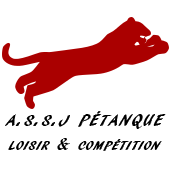 A.S.S.J PÉTANQUE
LOISIR & COMPÉTITION